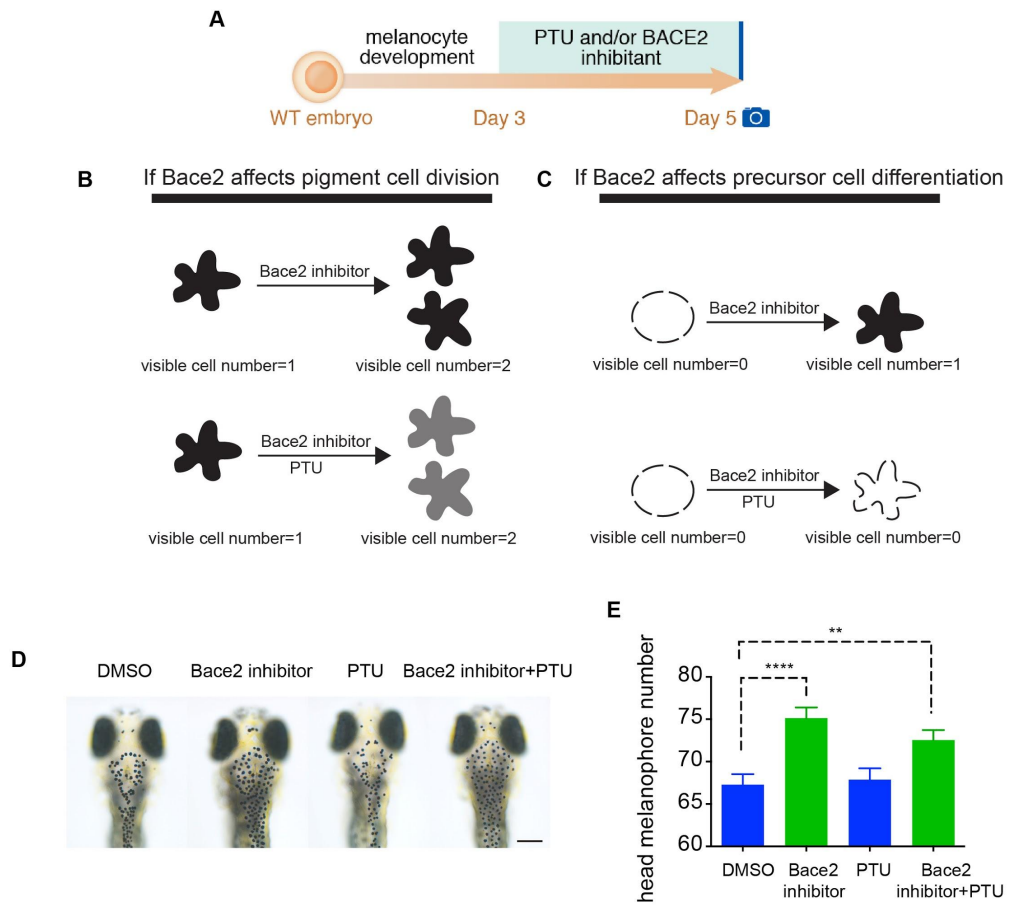 A
melanocyte
development
PTU and/or BACE2
inhibitant
WT embryo
Day 3
Day 5
B
If Bace2 affects pigment cell division
Bace2 inhibitor
visible cell number=1
visible cell number=2
Bace2 inhibitor
PTU
visible cell number=1
visible cell number=2
C
If Bace2 affects precursor cell differentiation
Bace2 inhibitor
visible cell number=0
visible cell number=1
Bace2 inhibitor
PTU
visible cell number=0
visible cell number=0
D
DMSO
Bace2 inhibitor
PTU
Bace2 inhibitor+PTU
E
head melanophore number
80
75
70
65
60
**
****
DMSO
Bace2
inhibitor
PTU
Bace2
inhibitor+PTU